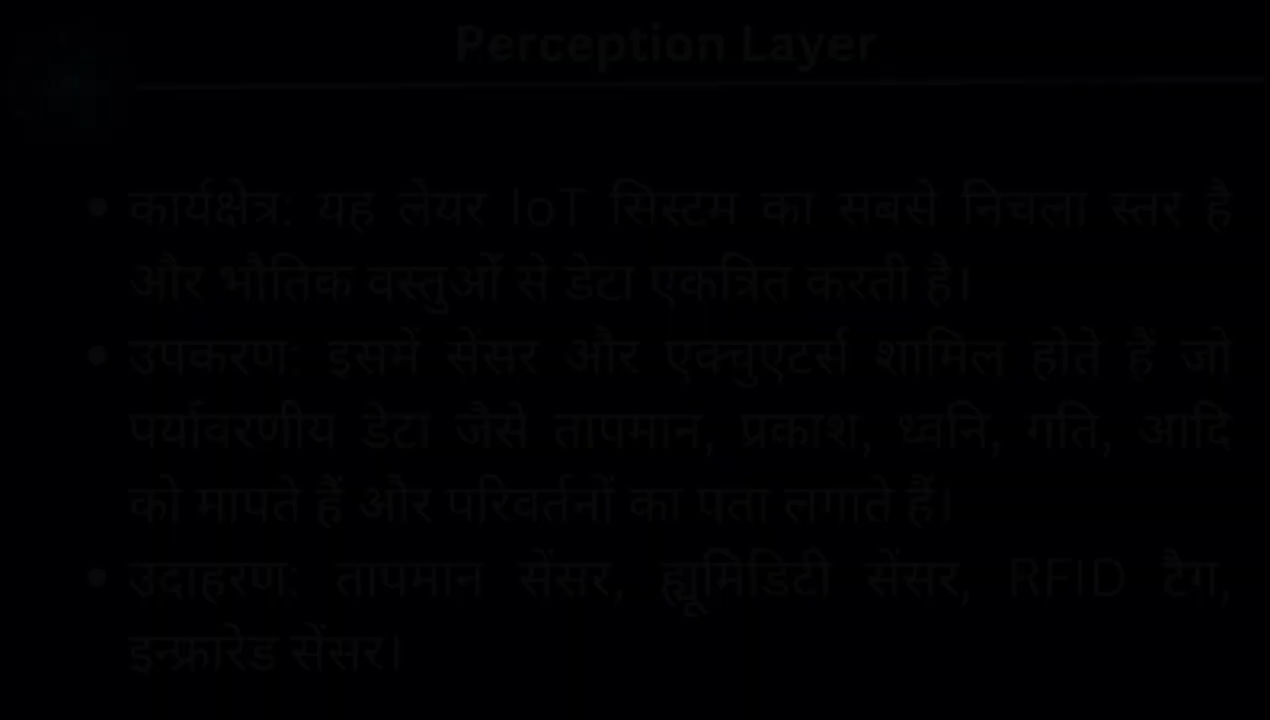 Perception Layer
• कार्यक्षेत्र: यह लेयर IoT सिस्टम का सबसे निचला स्तर है
और भौतिक वस्तुओं से डेटा एकत्रित करती है।
• उपकरण: इसमें सेंसर और एक्चुएटर्स शामिल होते हैं जो
पर्यावरणीय डेटा जैसे तापमान, प्रकाश, ध्वनि, गति, आदि
को मापते हैं और परिवर्तनों का पता लगाते हैं।
• उदाहरण: तापमान सेंसर, ह्यूमिडिटी सेंसर, RFID टैग,
इन्फ्रारेड सेंसर।